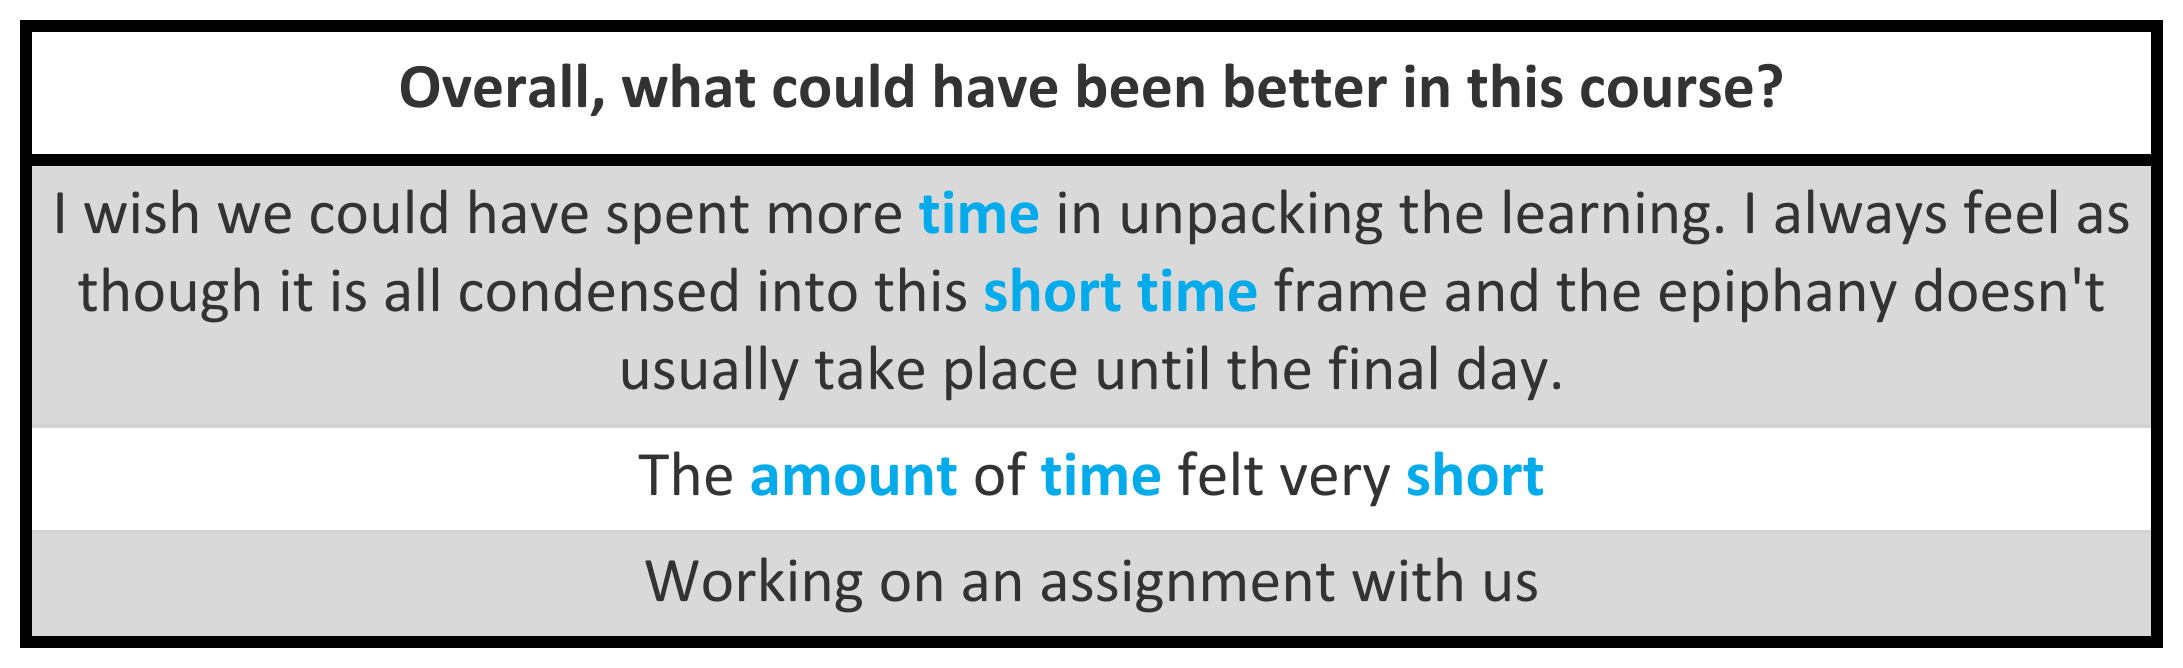 Overall, what could have been better in this course?
I wish we could have spent more time in unpacking the learning. I always feel as
though it is all condensed into this short time frame and the epiphany doesn't
usually take place until the final day.
The amount of time felt very short
Working on an assignment with us